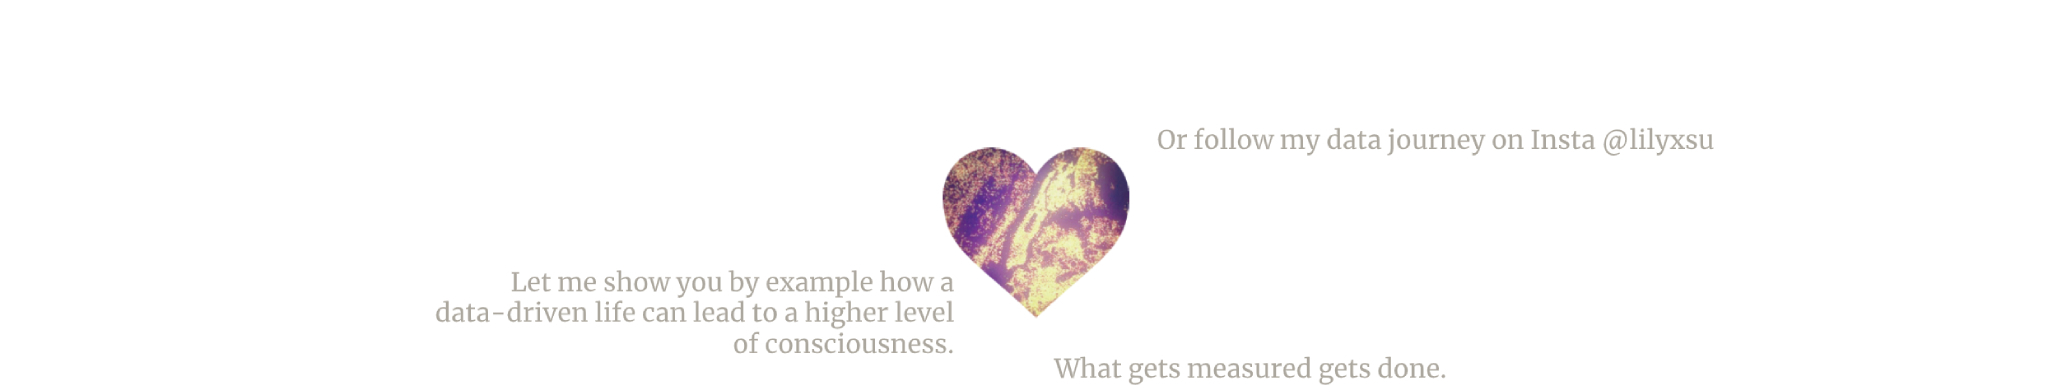 Or follow my data journey on Insta @lilyxsu
Let me show you by example how a
data-driven life can lead to a higher level
of consciousness.
What gets measured gets done.